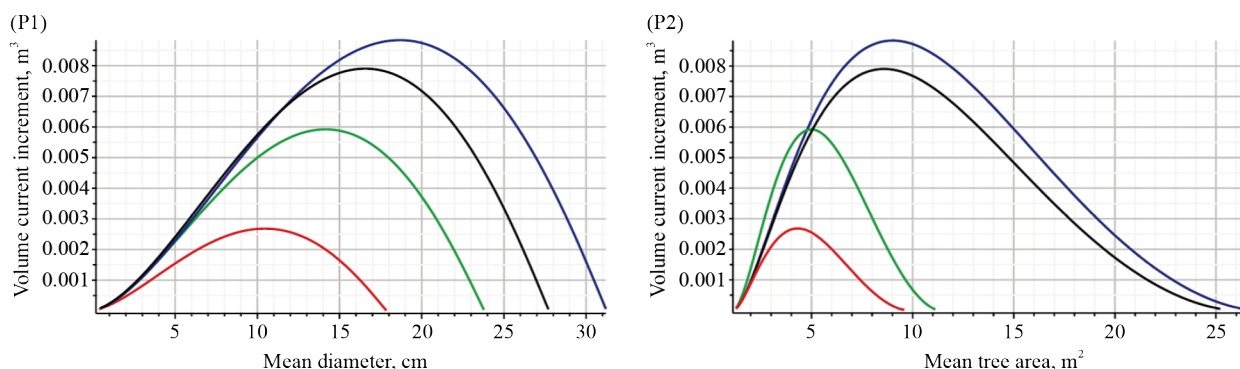 (P1)
Volume current increment, m³
0.008
0.007
0.006
0.005
0.004
0.003
0.002
0.001
5 10 15 20 25 30
Mean diameter, cm
(P2)
Volume current increment, m³
0.008
0.007
0.006
0.005
0.004
0.003
0.002
0.001
5 10 15 20 25
Mean tree area, m²